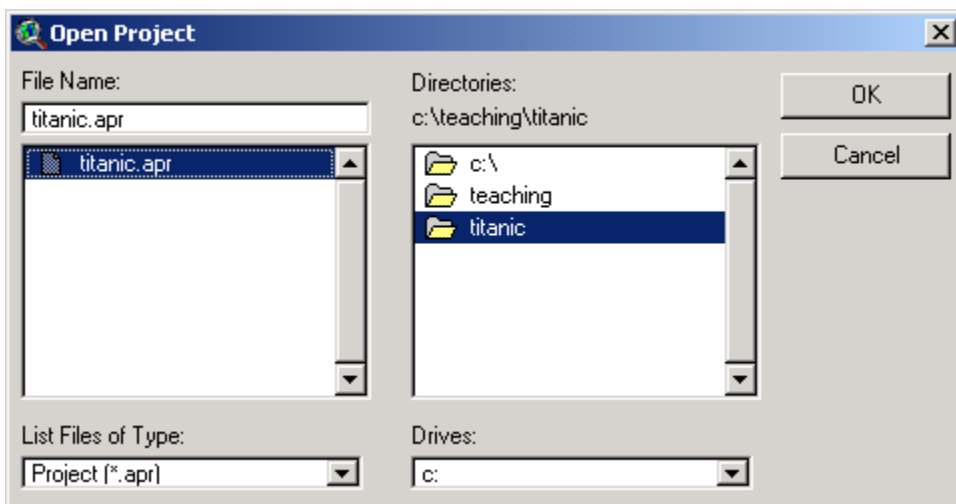 Open Project
File Name:
titanic.apr
titanic.apr
List Files of Type:
Project (*.apr)
Directories:
c:\teaching\titanic
c:\
teaching
titanic
Drives:
c:
OK
Cancel